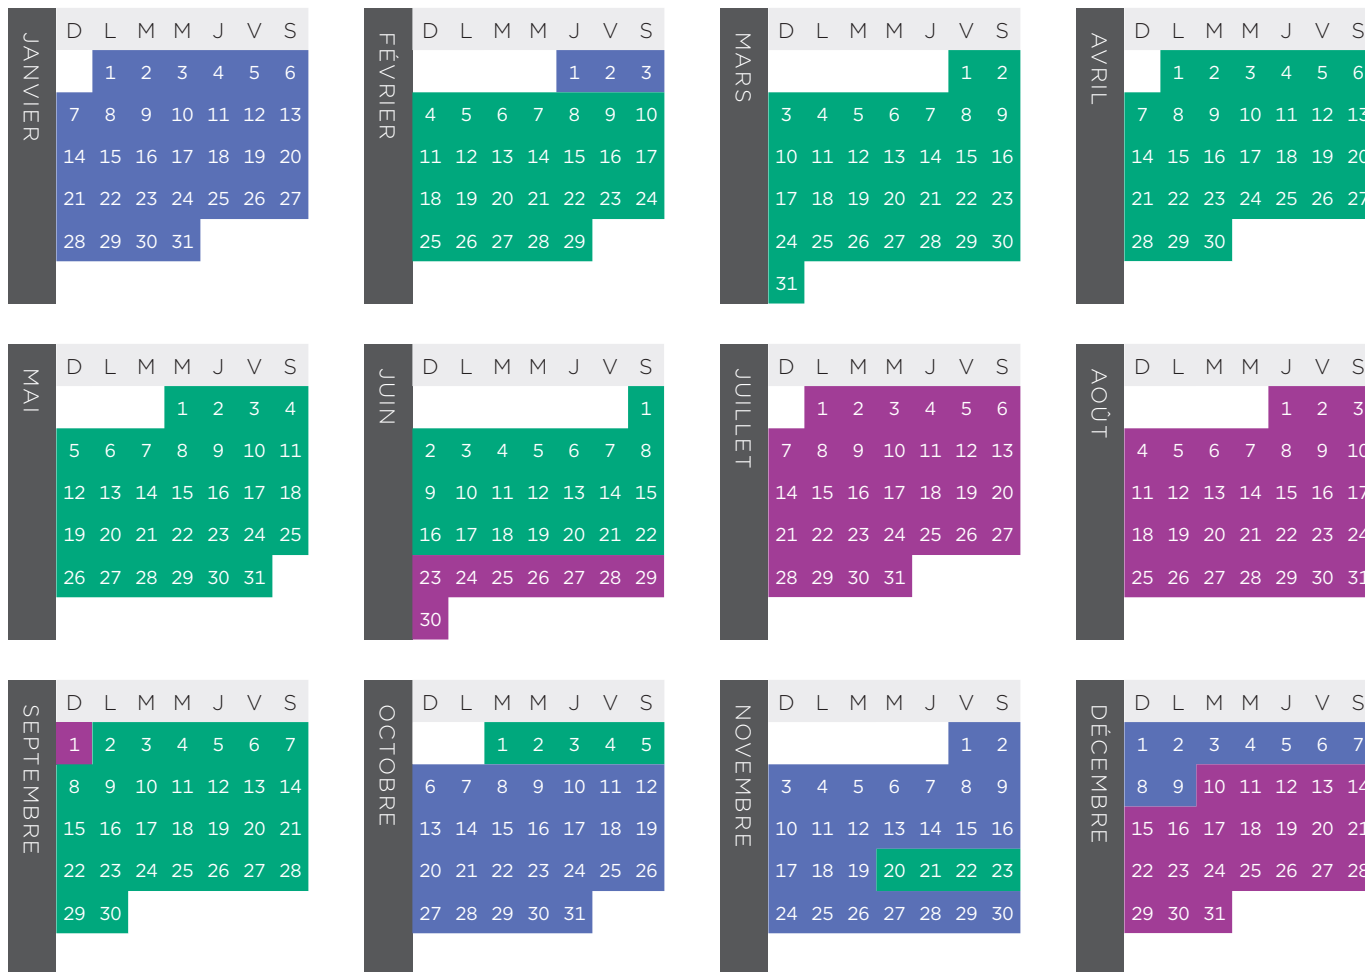 JANVIER
D L M M J V S
1 2 3 4 5 6
7 8 9 10 11 12 13
14 15 16 17 18 19 20
21 22 23 24 25 26 27
28 29 30 31
FÉVRIER
D L M M J V S
1 2 3
4 5 6 7 8 9 10
11 12 13 14 15 16 17
18 19 20 21 22 23 24
25 26 27 28 29
MARS
D L M M J V S
1 2
3 4 5 6 7 8 9
10 11 12 13 14 15 16
17 18 19 20 21 22 23
24 25 26 27 28 29 30
31
AVRIL
D L M M J V S
1 2 3 4 5 6
7 8 9 10 11 12 13
14 15 16 17 18 19 20
21 22 23 24 25 26 27
28 29 30
MAI
D L M M J V S
1 2 3 4
5 6 7 8 9 10 11
12 13 14 15 16 17 18
19 20 21 22 23 24 25
26 27 28 29 30 31
JUIN
D L M M J V S
1
2 3 4 5 6 7 8
9 10 11 12 13 14 15
16 17 18 19 20 21 22
23 24 25 26 27 28 29
30
JUILLET
D L M M J V S
1 2 3 4 5 6
7 8 9 10 11 12 13
14 15 16 17 18 19 20
21 22 23 24 25 26 27
28 29 30 31
AOÛT
D L M M J V S
1 2 3
4 5 6 7 8 9 10
11 12 13 14 15 16 17
18 19 20 21 22 23 24
25 26 27 28 29 30 31
SEPTEMBRE
D L M M J V S
1 2 3 4 5 6 7
8 9 10 11 12 13 14
15 16 17 18 19 20 21
22 23 24 25 26 27 28
29 30
OCTOBRE
D L M M J V S
1 2 3 4 5
6 7 8 9 10 11 12
13 14 15 16 17 18 19
20 21 22 23 24 25 26
27 28 29 30 31
NOVEMBRE
D L M M J V S
1 2
3 4 5 6 7 8 9
10 11 12 13 14 15 16
17 18 19 20 21 22 23
24 25 26 27 28 29 30
DÉCEMBRE
D L M M J V S
1 2 3 4 5 6 7
8 9 10 11 12 13 14
15 16 17 18 19 20 21
22 23 24 25 26 27 28
29 30 31